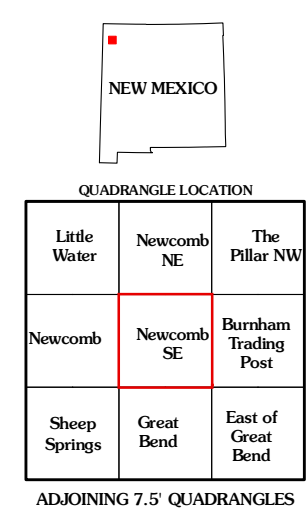 NEW MEXICO
QUADRANGLE LOCATION
Little
Water
Newcomb
NE
The
Pillar NW
Newcomb
Newcomb
SE
Burnham
Trading
Post
Sheep
Springs
Great
Bend
East of
Great
Bend
ADJOINING 7.5' QUADRANGLES